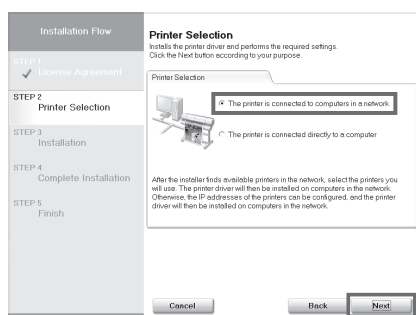 Installation Flow
STEP 1
License Agreement
STEP 2
Printer Selection
STEP 3
Installation
STEP 4
Complete Installation
STEP 5
Finish
Printer Selection
Installs the printer driver and performs the required settings.
Click the Next button according to your purpose.
Printer Selection
The printer is connected to computers in a network
The printer is connected directly to a computer
After the installer finds available printers in the network, select the printers you
will use. The printer driver will then be installed on computers in the network.
Otherwise, the IP addresses of the printers can be configured, and the printer
driver will then be installed on computers in the network.
Cancel
Back
Next